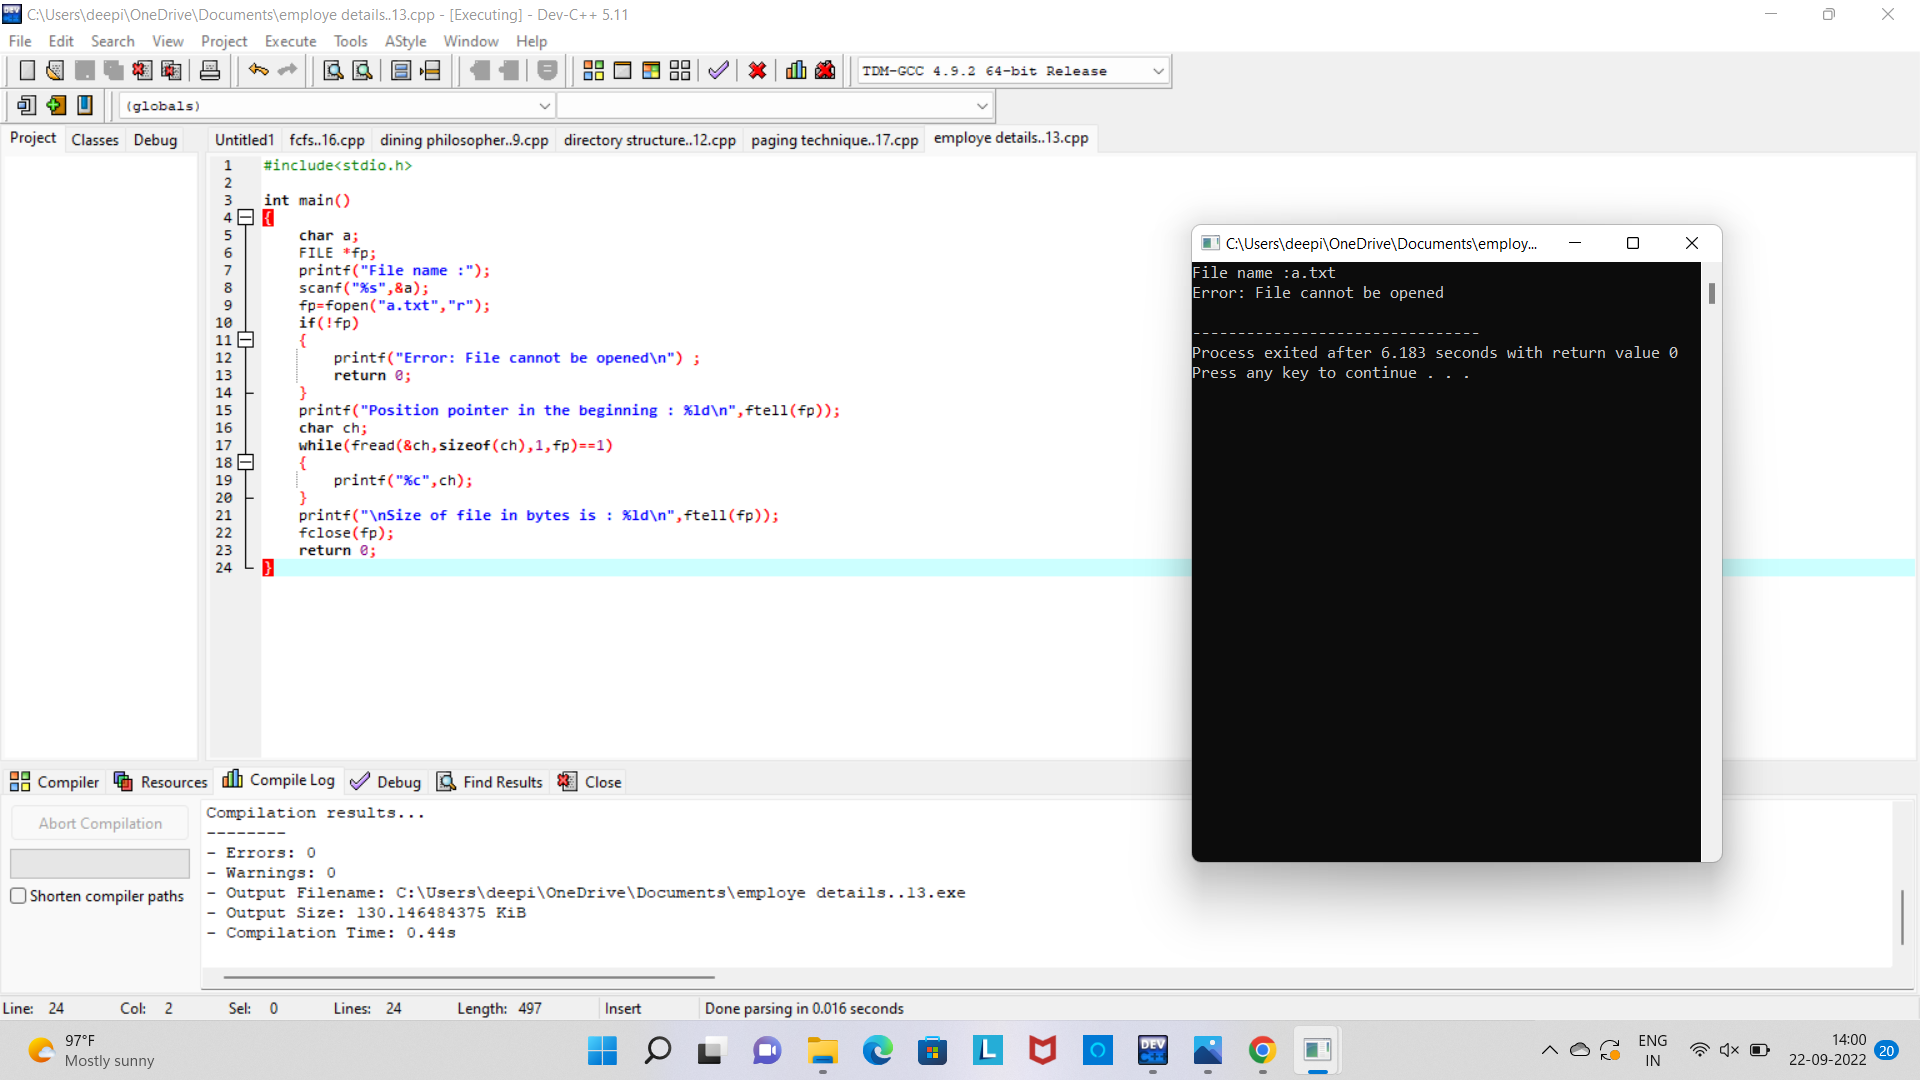 C:\Users\deepi\OneDrive\Documents\employe details..13.cpp - [Executing] - Dev-C++ 5.11
File Edit Search View Project Execute Tools AStyle Window Help
TDM-GCC 4.9.2 64-bit Release
(globals)
Project Classes Debug
Untitled1 fcfs..16.cpp dining philosopher..9.cpp directory structure..12.cpp paging technique..17.cpp employe details..13.cpp
1 #include<stdio.h>
2
3 int main()
4 {
5 char a;
6 FILE *fp;
7 printf("File name :");
8 scanf("%s",&a);
9 fp=fopen("a.txt","r");
10 if(!fp)
11 {
12 printf("Error: File cannot be opened\n") ;
13 return 0;
14 }
15 printf("Position pointer in the beginning : %ld\n",ftell(fp));
16 char ch;
17 while(fread(&ch,sizeof(ch),1,fp)==1)
18 {
19 printf("%c",ch);
20 }
21 printf("\nSize of file in bytes is : %ld\n",ftell(fp));
22 fclose(fp);
23 return 0;
24 }
C:\Users\deepi\OneDrive\Documents\employ...
File name :a.txt
Error: File cannot be opened
--------------------------------
Process exited after 6.183 seconds with return value 0
Press any key to continue . . .
Compiler Resources Compile Log Debug Find Results Close
Abort Compilation
Shorten compiler paths
Compilation results...
--------
- Errors: 0
- Warnings: 0
- Output Filename: C:\Users\deepi\OneDrive\Documents\employe details..13.exe
- Output Size: 130.146484375 KiB
- Compilation Time: 0.44s
Line: 24 Col: 2 Sel: 0 Lines: 24 Length: 497 Insert Done parsing in 0.016 seconds
97°F
Mostly sunny
DEV
L
ENG
IN
14:00
22-09-2022
20